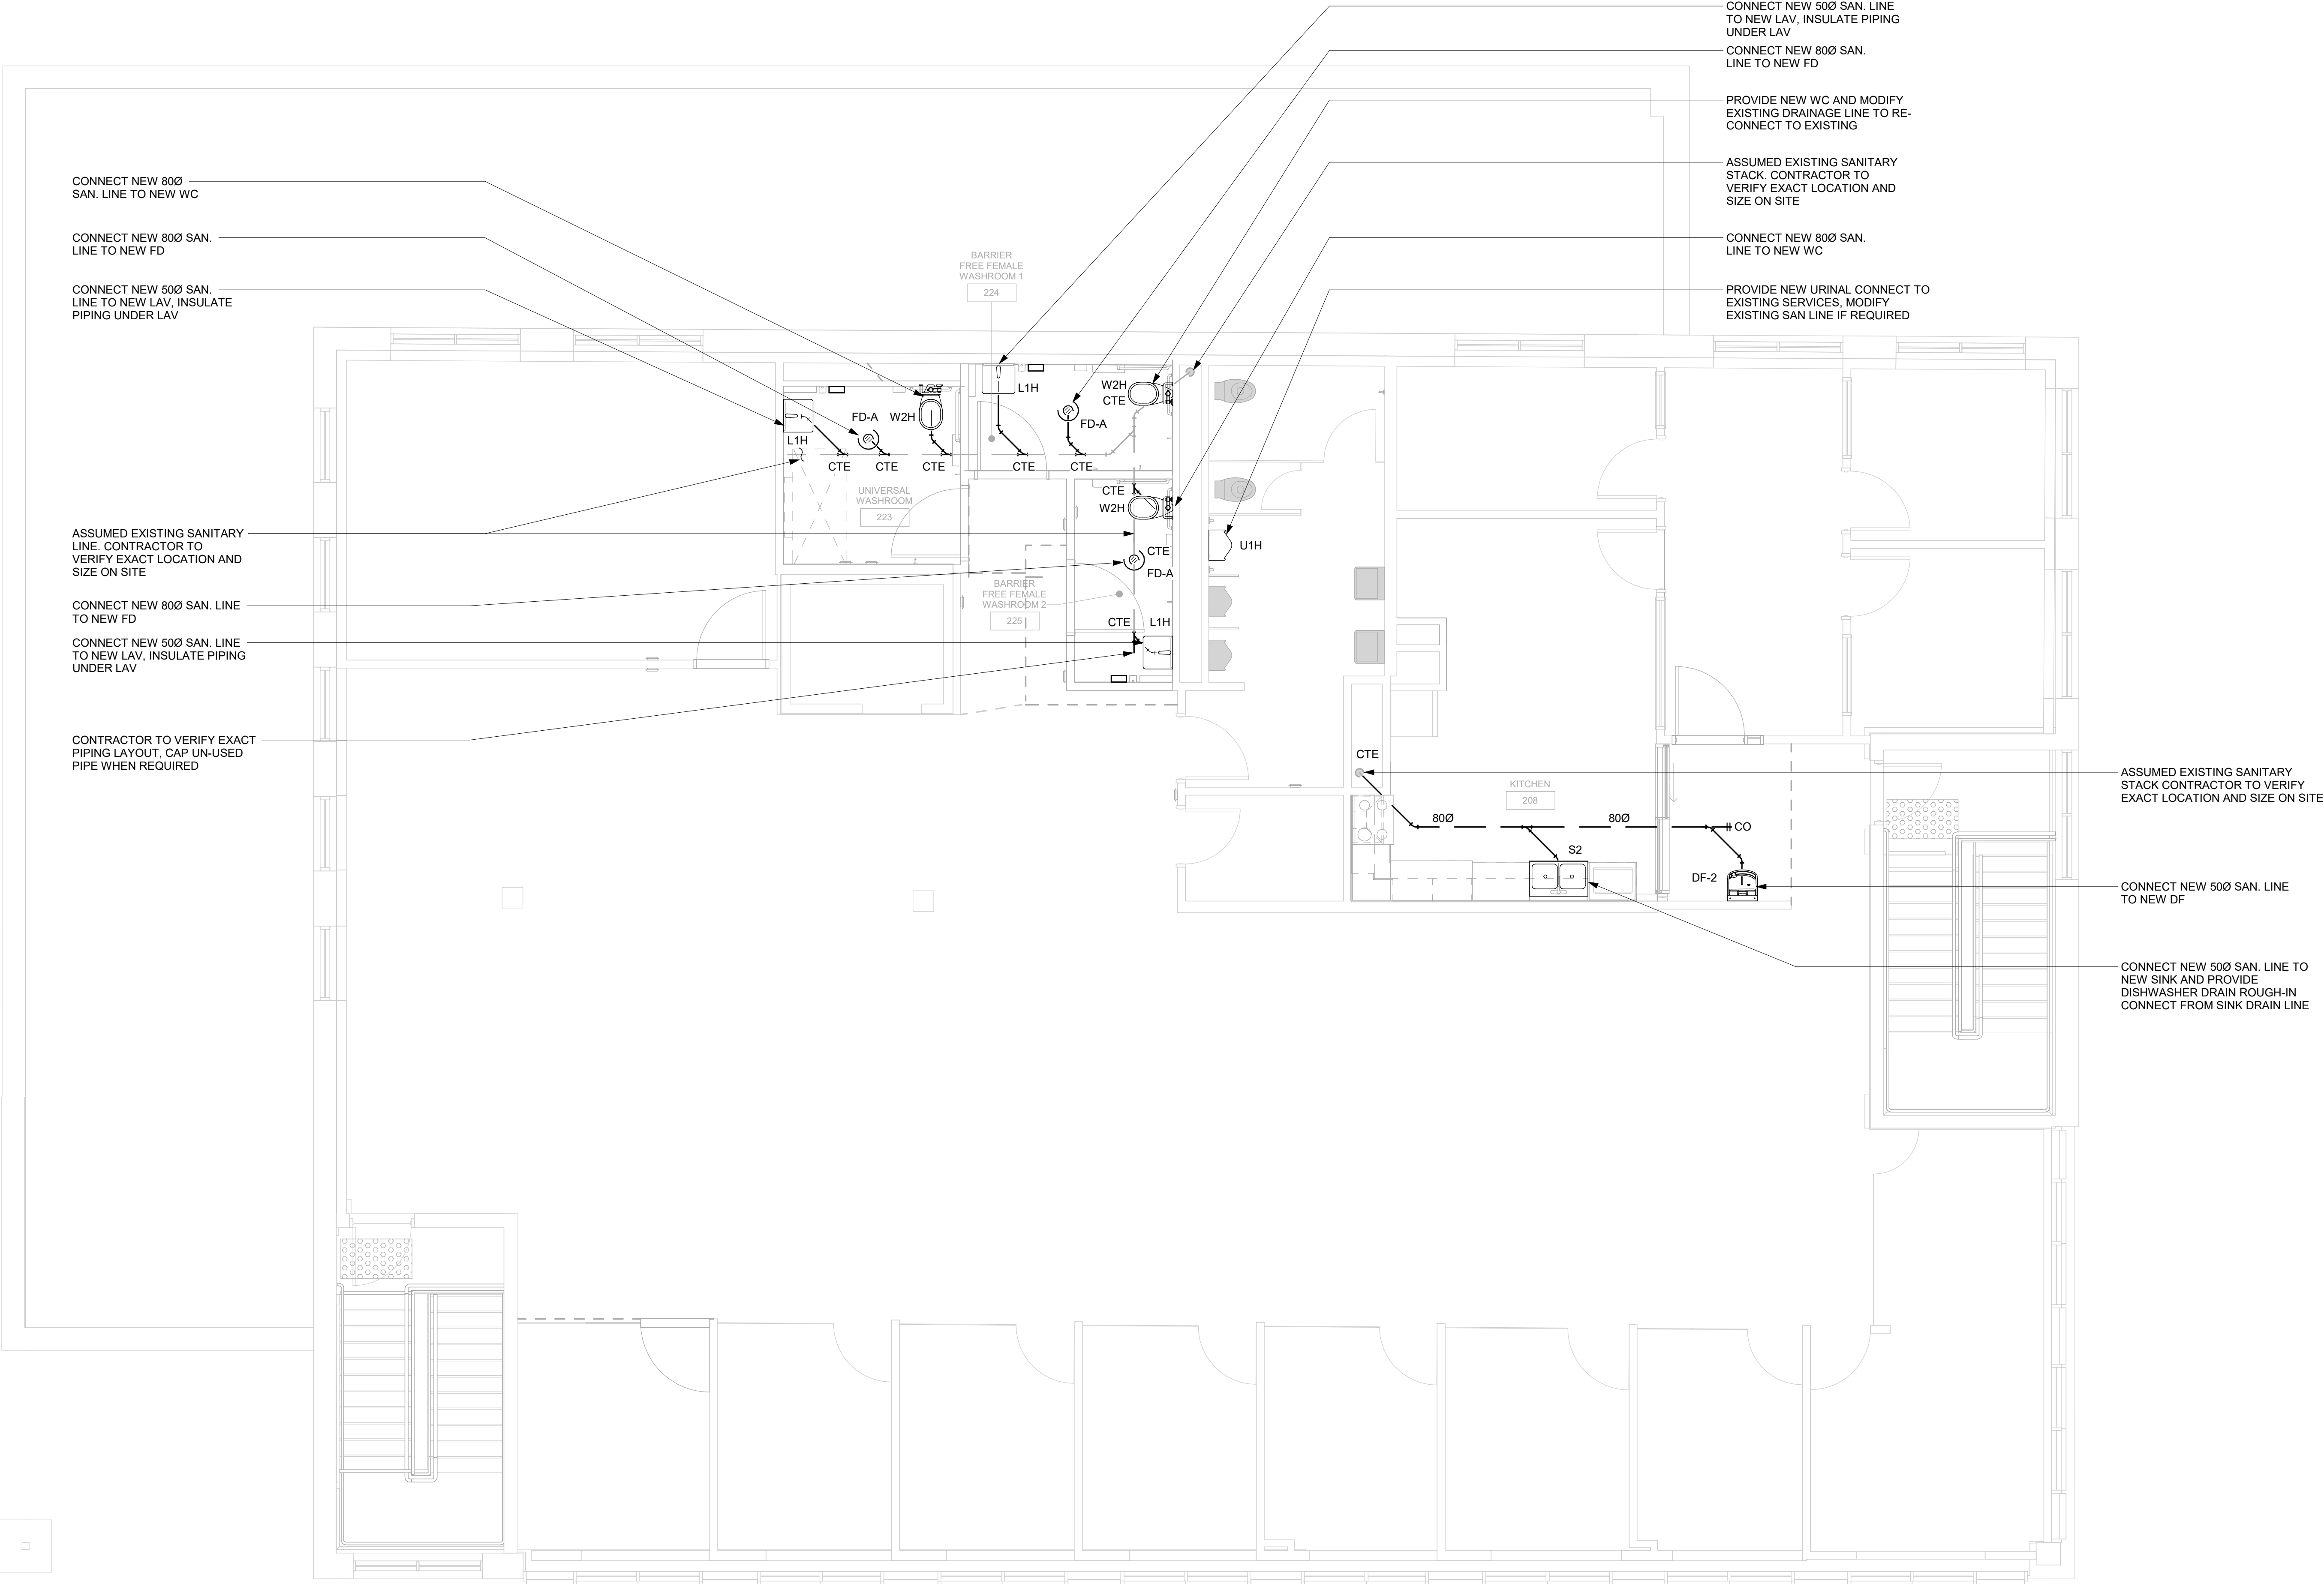 CONNECT NEW 50Ø SAN. LINE
TO NEW LAV, INSULATE PIPING
UNDER LAV
CONNECT NEW 80Ø SAN.
LINE TO NEW FD
PROVIDE NEW WC AND MODIFY
EXISTING DRAINAGE LINE TO RE-
CONNECT TO EXISTING
ASSUMED EXISTING SANITARY
STACK. CONTRACTOR TO
VERIFY EXACT LOCATION AND
SIZE ON SITE
CONNECT NEW 80Ø SAN.
LINE TO NEW WC
PROVIDE NEW URINAL CONNECT TO
EXISTING SERVICES, MODIFY
EXISTING SAN LINE IF REQUIRED
CONNECT NEW 80Ø
SAN. LINE TO NEW WC
CONNECT NEW 80Ø SAN.
LINE TO NEW FD
CONNECT NEW 50Ø SAN.
LINE TO NEW LAV, INSULATE
PIPING UNDER LAV
ASSUMED EXISTING SANITARY
LINE. CONTRACTOR TO
VERIFY EXACT LOCATION AND
SIZE ON SITE
CONNECT NEW 80Ø SAN. LINE
TO NEW FD
CONNECT NEW 50Ø SAN. LINE
TO NEW LAV, INSULATE PIPING
UNDER LAV
CONTRACTOR TO VERIFY EXACT
PIPING LAYOUT, CAP UN-USED
PIPE WHEN REQUIRED
BARRIER
FREE FEMALE
WASHROOM 1
224
L1H
W2H
CTE
FD-A
W2H
FD-A
L1H
CTE
CTE
CTE
CTE
CTE
UNIVERSAL
WASHROOM
223
CTE
W2H
U1H
CTE
FD-A
BARRIER
FREE FEMALE
WASHROOM 2
225
CTE
L1H
CTE
KITCHEN
208
80Ø
80Ø
CO
S2
DF-2
ASSUMED EXISTING SANITARY
STACK CONTRACTOR TO VERIFY
EXACT LOCATION AND SIZE ON SITE
CONNECT NEW 50Ø SAN. LINE
TO NEW DF
CONNECT NEW 50Ø SAN. LINE TO
NEW SINK AND PROVIDE
DISHWASHER DRAIN ROUGH-IN
CONNECT FROM SINK DRAIN LINE